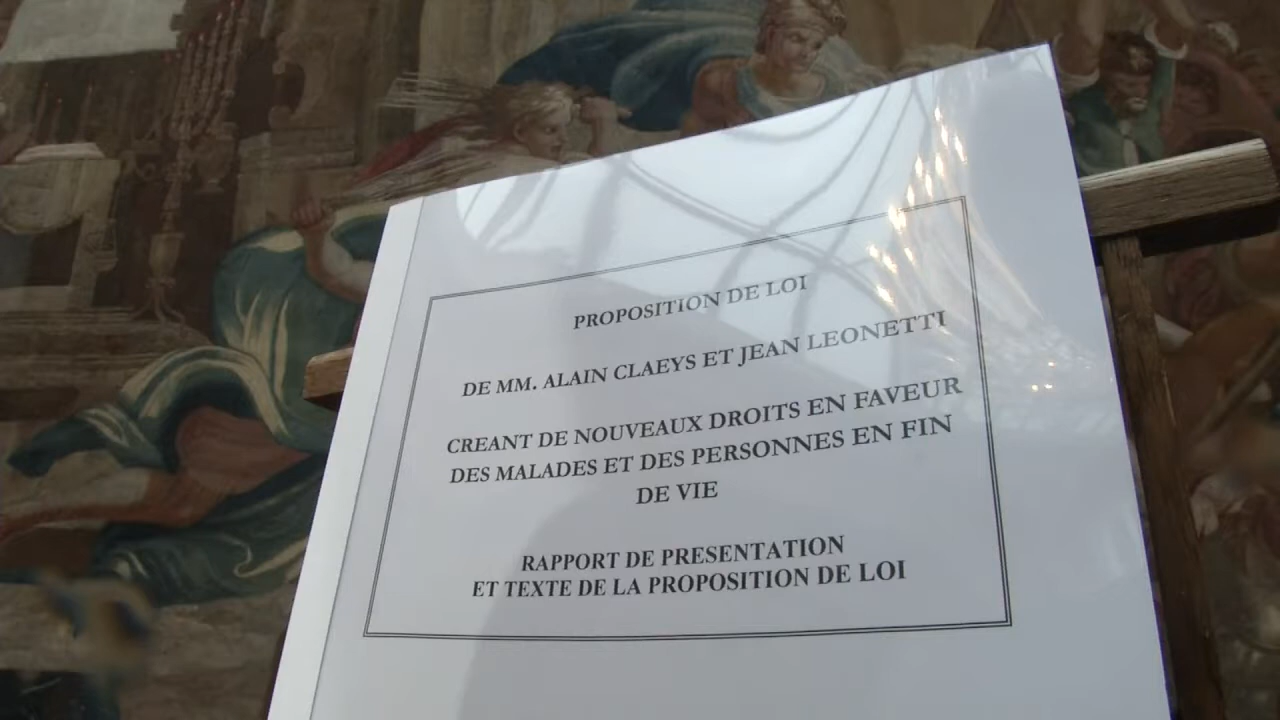 PROPOSITION DE LOI
DE MM. ALAIN CLAEYS ET JEAN LEONETTI
CREANT DE NOUVEAUX DROITS EN FAVEUR
DES MALADES ET DES PERSONNES EN FIN
DE VIE
RAPPORT DE PRESENTATION
ET TEXTE DE LA PROPOSITION DE LOI